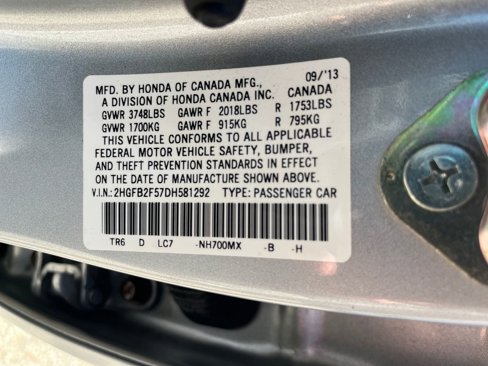 MFD. BY HONDA OF CANADA MFG., 09/'13
A DIVISION OF HONDA CANADA INC. CANADA
GVWR 3748LBS GAWR F 2018LBS R 1753LBS
GVWR 1700KG GAWR F 915KG R 795KG
THIS VEHICLE CONFORMS TO ALL APPLICABLE
FEDERAL MOTOR VEHICLE SAFETY, BUMPER,
AND THEFT PREVENTION STANDARDS IN EFFECT
ON THE DATE OF MANUFACTURE SHOWN ABOVE.
V.I.N.: 2HGFB2F57DH581292 TYPE: PASSENGER CAR
TR6 D LC7 -NH700MX -B -H